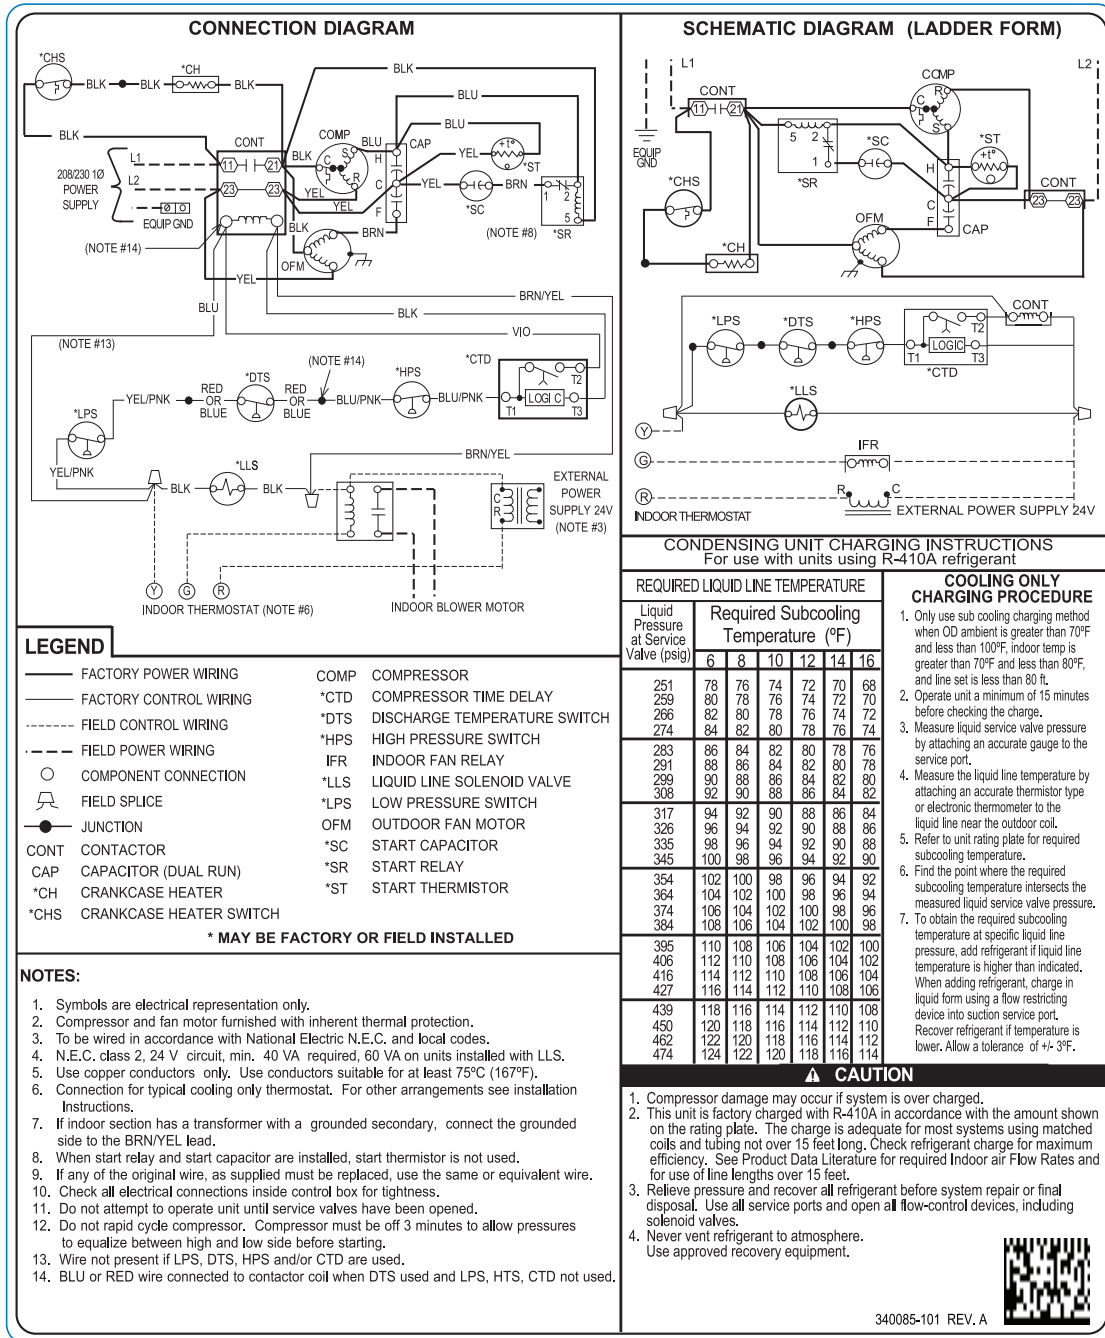 CONNECTION DIAGRAM
*CHS
*CH
BLK
BLK
BLK
BLK
BLK
BLU
BLU
BLK
CONT
COMP
BLU
CAP
H
L1
11
21
BLK
C
S
R
YEL
+t°
*ST
208/230 1Ø
POWER
SUPPLY
L2
23
23
YEL
YEL
C
YEL
BRN
*SC
1
2
5
EQUIP GND
F
BLK
BRN
(NOTE #8)
*SR
(NOTE #14)
OFM
YEL
BLU
BRN/YEL
BLK
VIO
(NOTE #13)
(NOTE #14)
*CTD
*LPS
YEL/PNK
RED
OR
BLUE
*DTS
RED
OR
BLUE
BLU/PNK
*HPS
BLU/PNK
T1
LOGIC
T2
T3
YEL/PNK
*LLS
BLK
BLK
BRN/YEL
C
R
EXTERNAL
POWER
SUPPLY 24V
(NOTE #3)
Y
G
R
INDOOR THERMOSTAT (NOTE #6)
INDOOR BLOWER MOTOR
LEGEND
FACTORY POWER WIRING
FACTORY CONTROL WIRING
FIELD CONTROL WIRING
FIELD POWER WIRING
COMPONENT CONNECTION
FIELD SPLICE
JUNCTION
CONT CONTACTOR
CAP CAPACITOR (DUAL RUN)
*CH CRANKCASE HEATER
*CHS CRANKCASE HEATER SWITCH
COMP COMPRESSOR
*CTD COMPRESSOR TIME DELAY
*DTS DISCHARGE TEMPERATURE SWITCH
*HPS HIGH PRESSURE SWITCH
IFR INDOOR FAN RELAY
*LLS LIQUID LINE SOLENOID VALVE
*LPS LOW PRESSURE SWITCH
OFM OUTDOOR FAN MOTOR
*SC START CAPACITOR
*SR START RELAY
*ST START THERMISTOR
* MAY BE FACTORY OR FIELD INSTALLED
NOTES:
1. Symbols are electrical representation only.
2. Compressor and fan motor furnished with inherent thermal protection.
3. To be wired in accordance with National Electric N.E.C. and local codes.
4. N.E.C. class 2, 24 V circuit, min. 40 VA required, 60 VA on units installed with LLS.
5. Use copper conductors only. Use conductors suitable for at least 75ºC (167ºF).
6. Connection for typical cooling only thermostat. For other arrangements see installation
Instructions.
7. If indoor section has a transformer with a grounded secondary, connect the grounded
side to the BRN/YEL lead.
8. When start relay and start capacitor are installed, start thermistor is not used.
9. If any of the original wire, as supplied must be replaced, use the same or equivalent wire.
10. Check all electrical connections inside control box for tightness.
11. Do not attempt to operate unit until service valves have been opened.
12. Do not rapid cycle compressor. Compressor must be off 3 minutes to allow pressures
to equalize between high and low side before starting.
13. Wire not present if LPS, DTS, HPS and/or CTD are used.
14. BLU or RED wire connected to contactor coil when DTS used and LPS, HTS, CTD not used.
SCHEMATIC DIAGRAM (LADDER FORM)
L1
L2
CONT
11
21
COMP
R
C
S
EQUIP
GND
5
2
1
*SR
*SC
*ST
+t°
H
C
F
CAP
CONT
23
23
*CHS
*CH
OFM
*LPS
*DTS
*HPS
CONT
T1
T2
LOGIC
T3
*CTD
*LLS
Y
G
IFR
R
R
C
INDOOR THERMOSTAT
EXTERNAL POWER SUPPLY 24V
CONDENSING UNIT CHARGING INSTRUCTIONS
For use with units using R-410A refrigerant
REQUIRED LIQUID LINE TEMPERATURE
Liquid
Pressure
at Service
Valve (psig)
Required Subcooling
Temperature (ºF)
6 8 10 12 14 16
251 78 76 74 72 70 68
259 80 78 76 74 72 70
266 82 80 78 76 74 72
274 84 82 80 78 76 74
283 86 84 82 80 78 76
291 88 86 84 82 80 78
299 90 88 86 84 82 80
308 92 90 88 86 84 82
317 94 92 90 88 86 84
326 96 94 92 90 88 86
335 98 96 94 92 90 88
345 100 98 96 94 92 90
354 102 100 98 96 94 92
364 104 102 100 98 96 94
374 106 104 102 100 98 96
384 108 106 104 102 100 98
395 110 108 106 104 102 100
406 112 110 108 106 104 102
416 114 112 110 108 106 104
427 116 114 112 110 108 106
439 118 116 114 112 110 108
450 120 118 116 114 112 110
462 122 120 118 116 114 112
474 124 122 120 118 116 114
COOLING ONLY
CHARGING PROCEDURE
1. Only use sub cooling charging method
when OD ambient is greater than 70ºF
and less than 100ºF, indoor temp is
greater than 70ºF and less than 80ºF,
and line set is less than 80 ft.
2. Operate unit a minimum of 15 minutes
before checking the charge.
3. Measure liquid service valve pressure
by attaching an accurate gauge to the
service port.
4. Measure the liquid line temperature by
attaching an accurate thermistor type
or electronic thermometer to the
liquid line near the outdoor coil.
5. Refer to unit rating plate for required
subcooling temperature.
6. Find the point where the required
subcooling temperature intersects the
measured liquid service valve pressure.
7. To obtain the required subcooling
temperature at specific liquid line
pressure, add refrigerant if liquid line
temperature is higher than indicated.
When adding refrigerant, charge in
liquid form using a flow restricting
device into suction service port.
Recover refrigerant if temperature is
lower. Allow a tolerance of +/- 3ºF.
CAUTION
1. Compressor damage may occur if system is over charged.
2. This unit is factory charged with R-410A in accordance with the amount shown
on the rating plate. The charge is adequate for most systems using matched
coils and tubing not over 15 feet long. Check refrigerant charge for maximum
efficiency. See Product Data Literature for required Indoor air Flow Rates and
for use of line lengths over 15 feet.
3. Relieve pressure and recover all refrigerant before system repair or final
disposal. Use all service ports and open all flow-control devices, including
solenoid valves.
4. Never vent refrigerant to atmosphere.
Use approved recovery equipment.
340085-101 REV. A